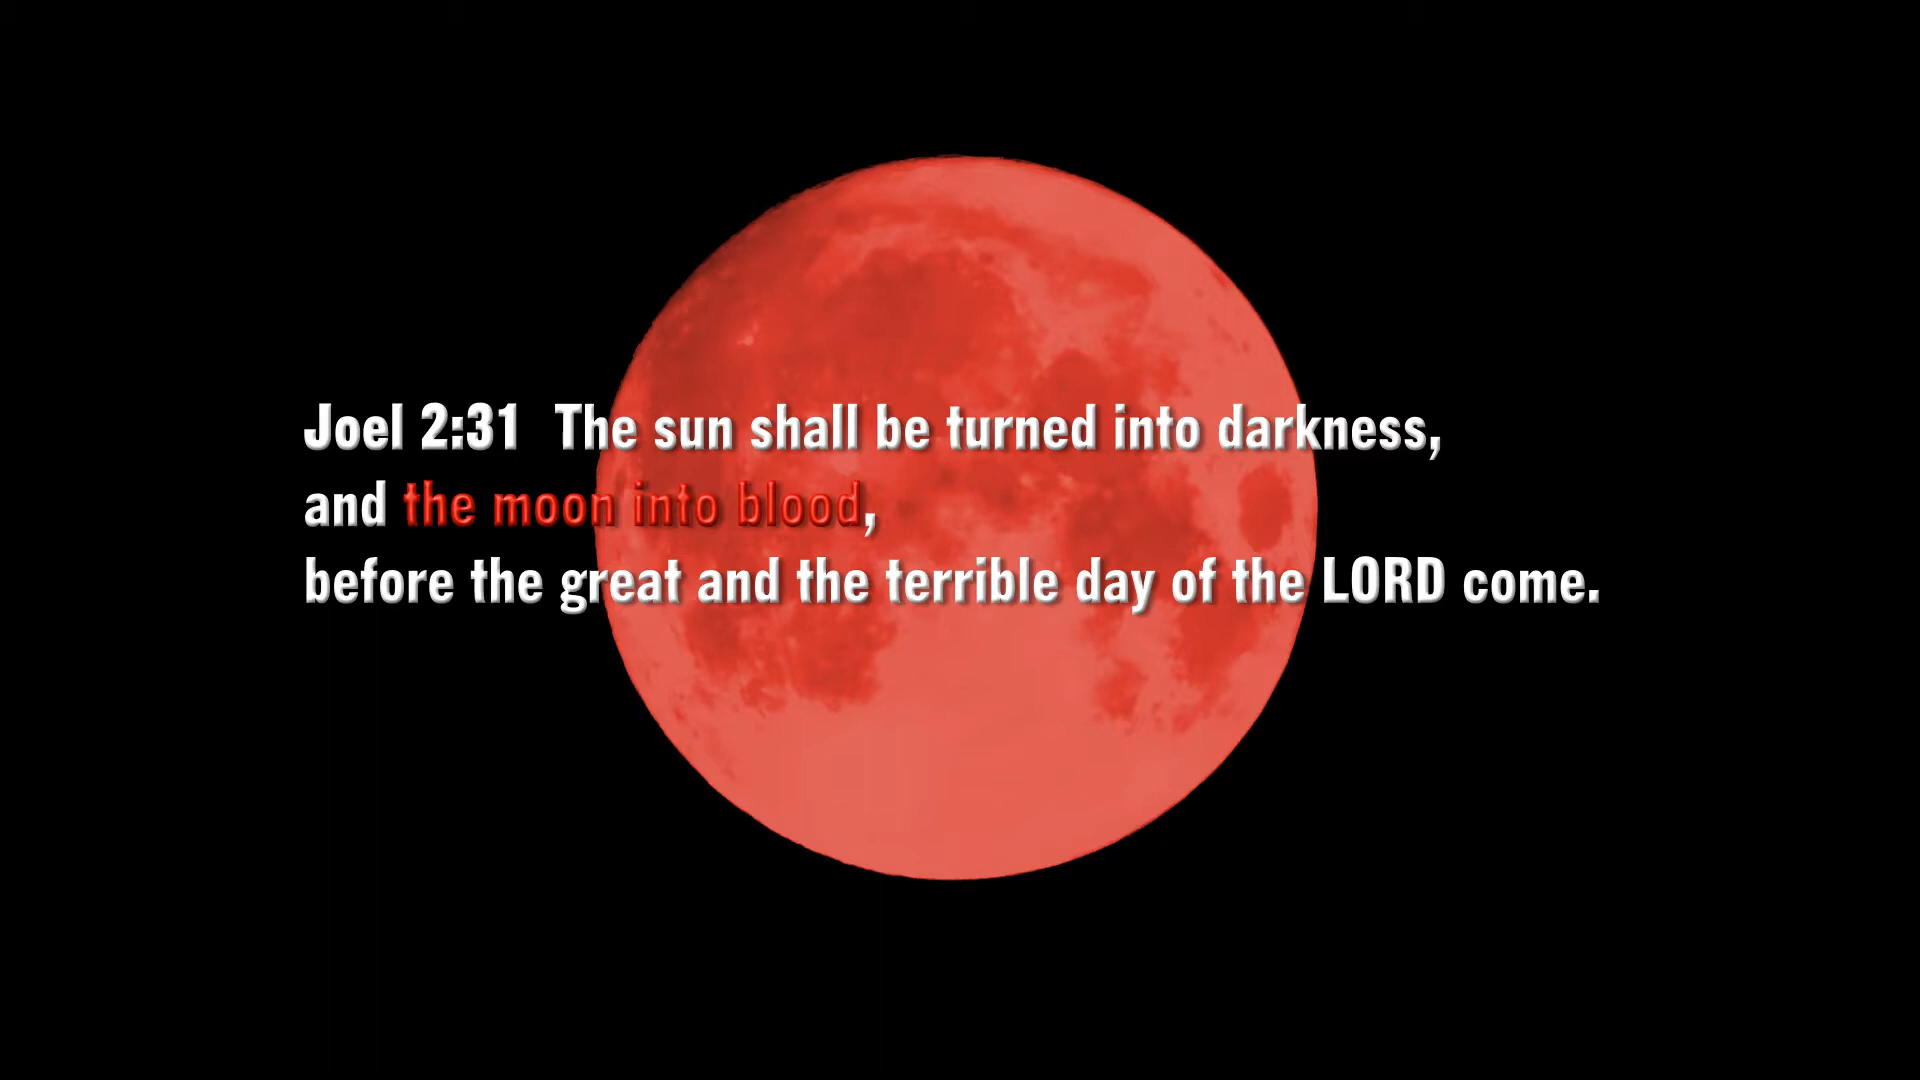 Joel 2:31  The sun shall be turned into darkness,
and the moon into blood,
before the great and the terrible day of the LORD come.